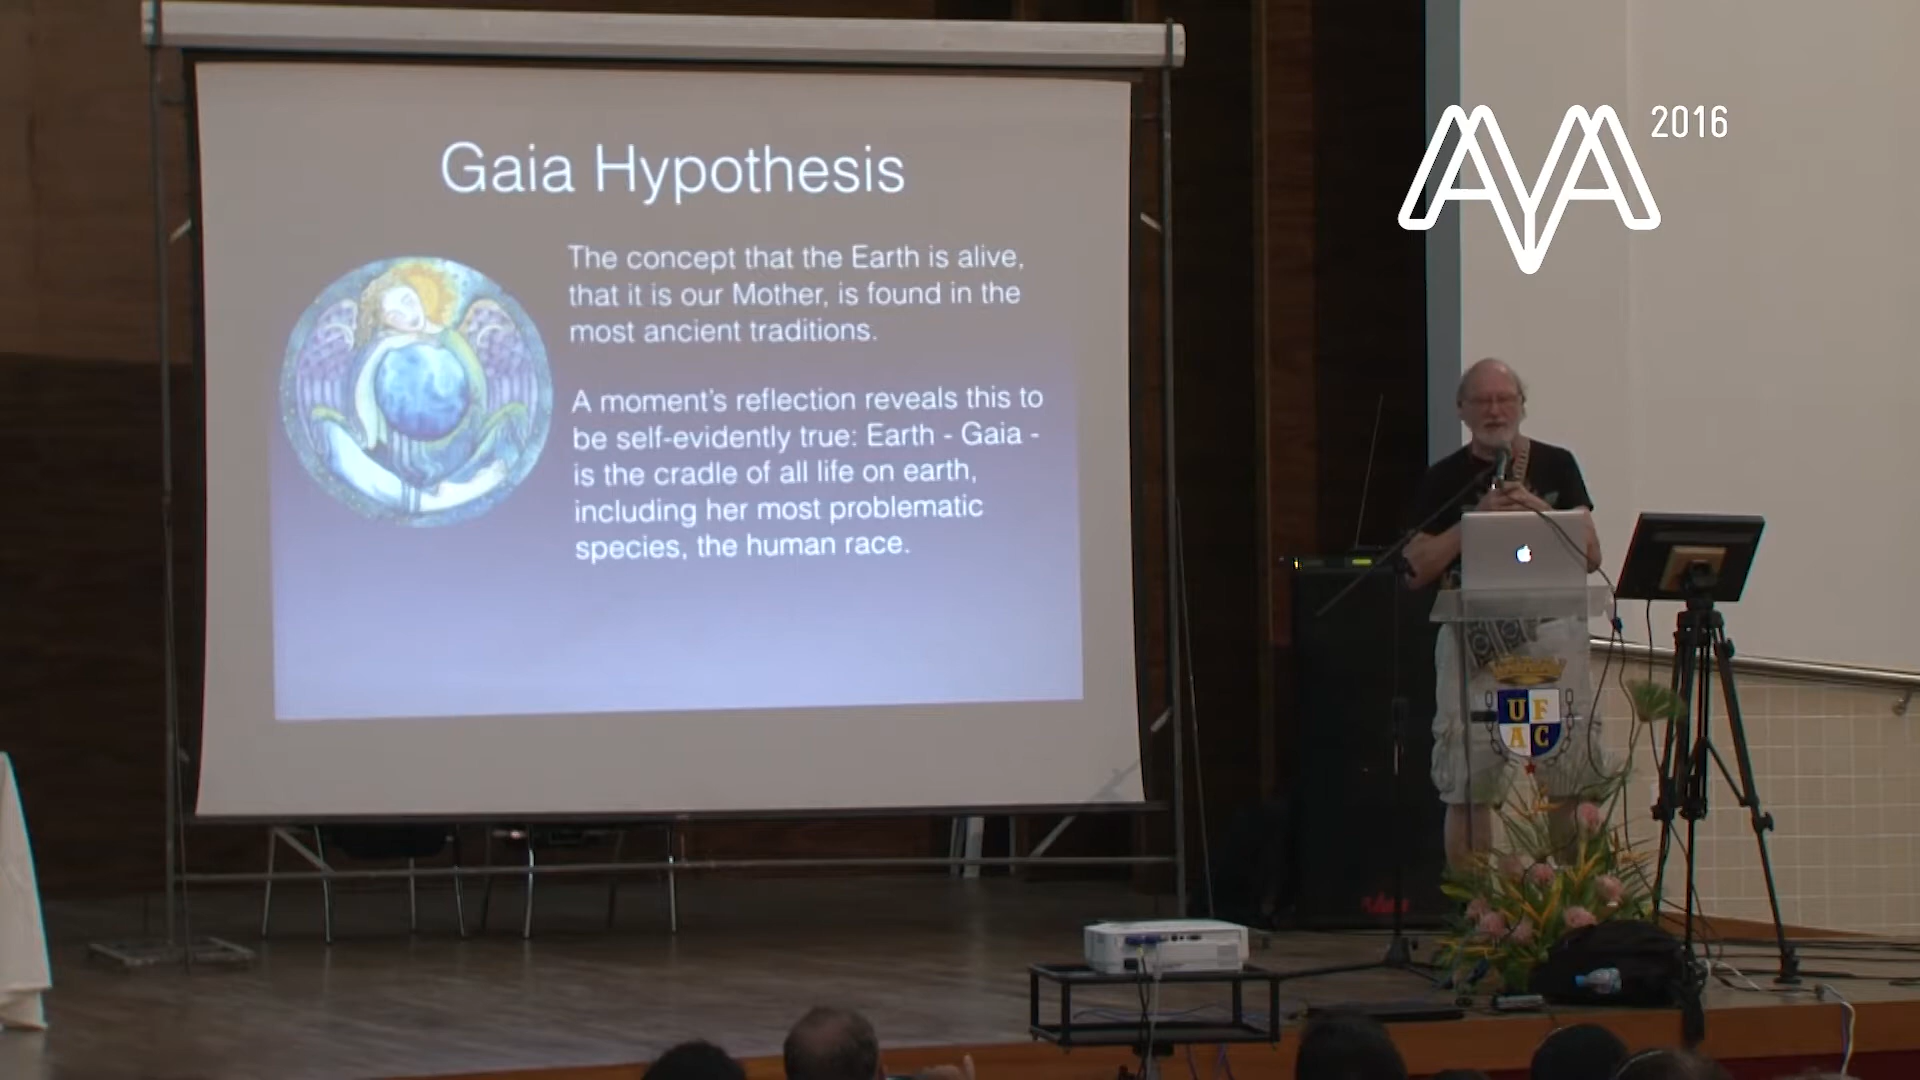 Gaia Hypothesis
The concept that the Earth is alive,
that it is our Mother, is found in the
most ancient traditions.
A moment's reflection reveals this to
be self-evidently true: Earth - Gaia -
is the cradle of all life on earth,
including her most problematic
species, the human race.
AYA
2016
UF
AC